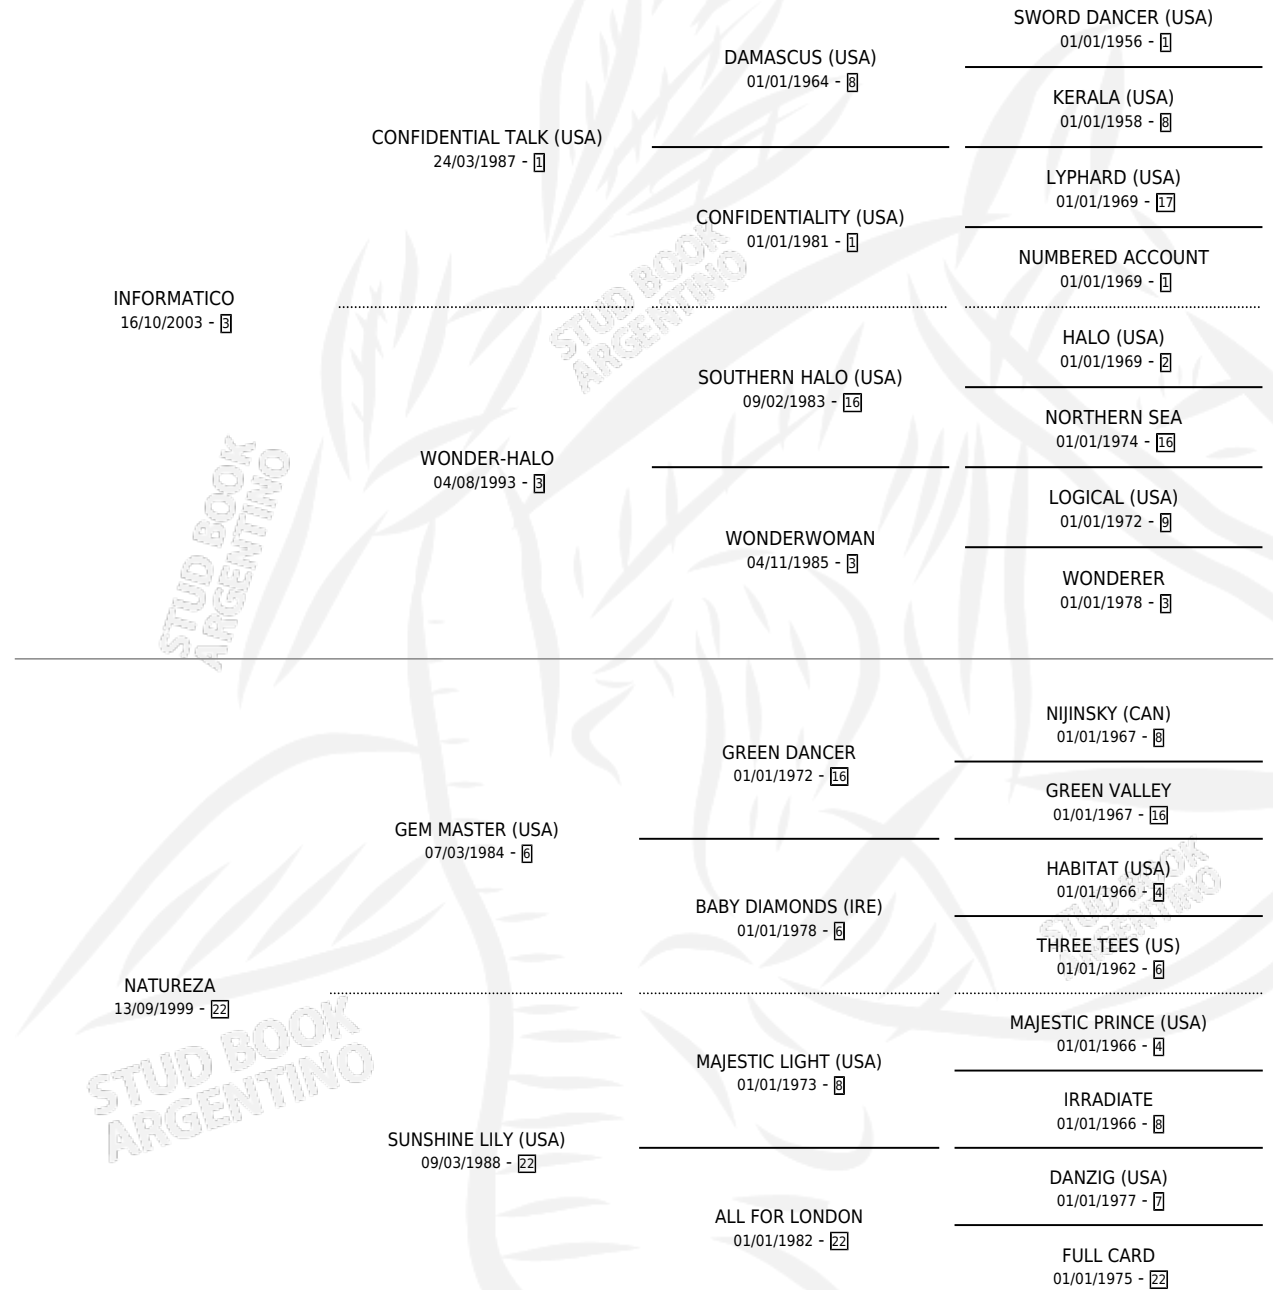 SWORD DANCER (USA)
01/01/1956 - 1
DAMASCUS (USA)
01/01/1964 - 8
KERALA (USA)
01/01/1958 - 8
CONFIDENTIAL TALK (USA)
24/03/1987 - 1
LYPHARD (USA)
01/01/1969 - 17
CONFIDENTIALITY (USA)
01/01/1981 - 1
NUMBERED ACCOUNT
01/01/1969 - 1
INFORMATICO
16/10/2003 - 3
STUD BOOK
ARGENTINO
HALO (USA)
01/01/1969 - 2
SOUTHERN HALO (USA)
09/02/1983 - 16
NORTHERN SEA
01/01/1974 - 16
WONDER-HALO
04/08/1993 - 3
LOGICAL (USA)
01/01/1972 - 9
WONDERWOMAN
04/11/1985 - 3
WONDERER
01/01/1978 - 3
STUD BOOK
ARGENTINO
NIJINSKY (CAN)
01/01/1967 - 8
GREEN DANCER
01/01/1972 - 16
GREEN VALLEY
01/01/1967 - 16
GEM MASTER (USA)
07/03/1984 - 6
HABITAT (USA)
01/01/1966 - 4
BABY DIAMONDS (IRE)
01/01/1978 - 6
STUD BOOK
ARGENTINO
THREE TEES (US)
01/01/1962 - 6
NATUREZA
13/09/1999 - 22
MAJESTIC PRINCE (USA)
01/01/1966 - 4
MAJESTIC LIGHT (USA)
01/01/1973 - 8
STUD BOOK
ARGENTINO
IRRADIATE
01/01/1966 - 8
SUNSHINE LILY (USA)
09/03/1988 - 22
DANZIG (USA)
01/01/1977 - 7
ALL FOR LONDON
01/01/1982 - 22
FULL CARD
01/01/1975 - 22